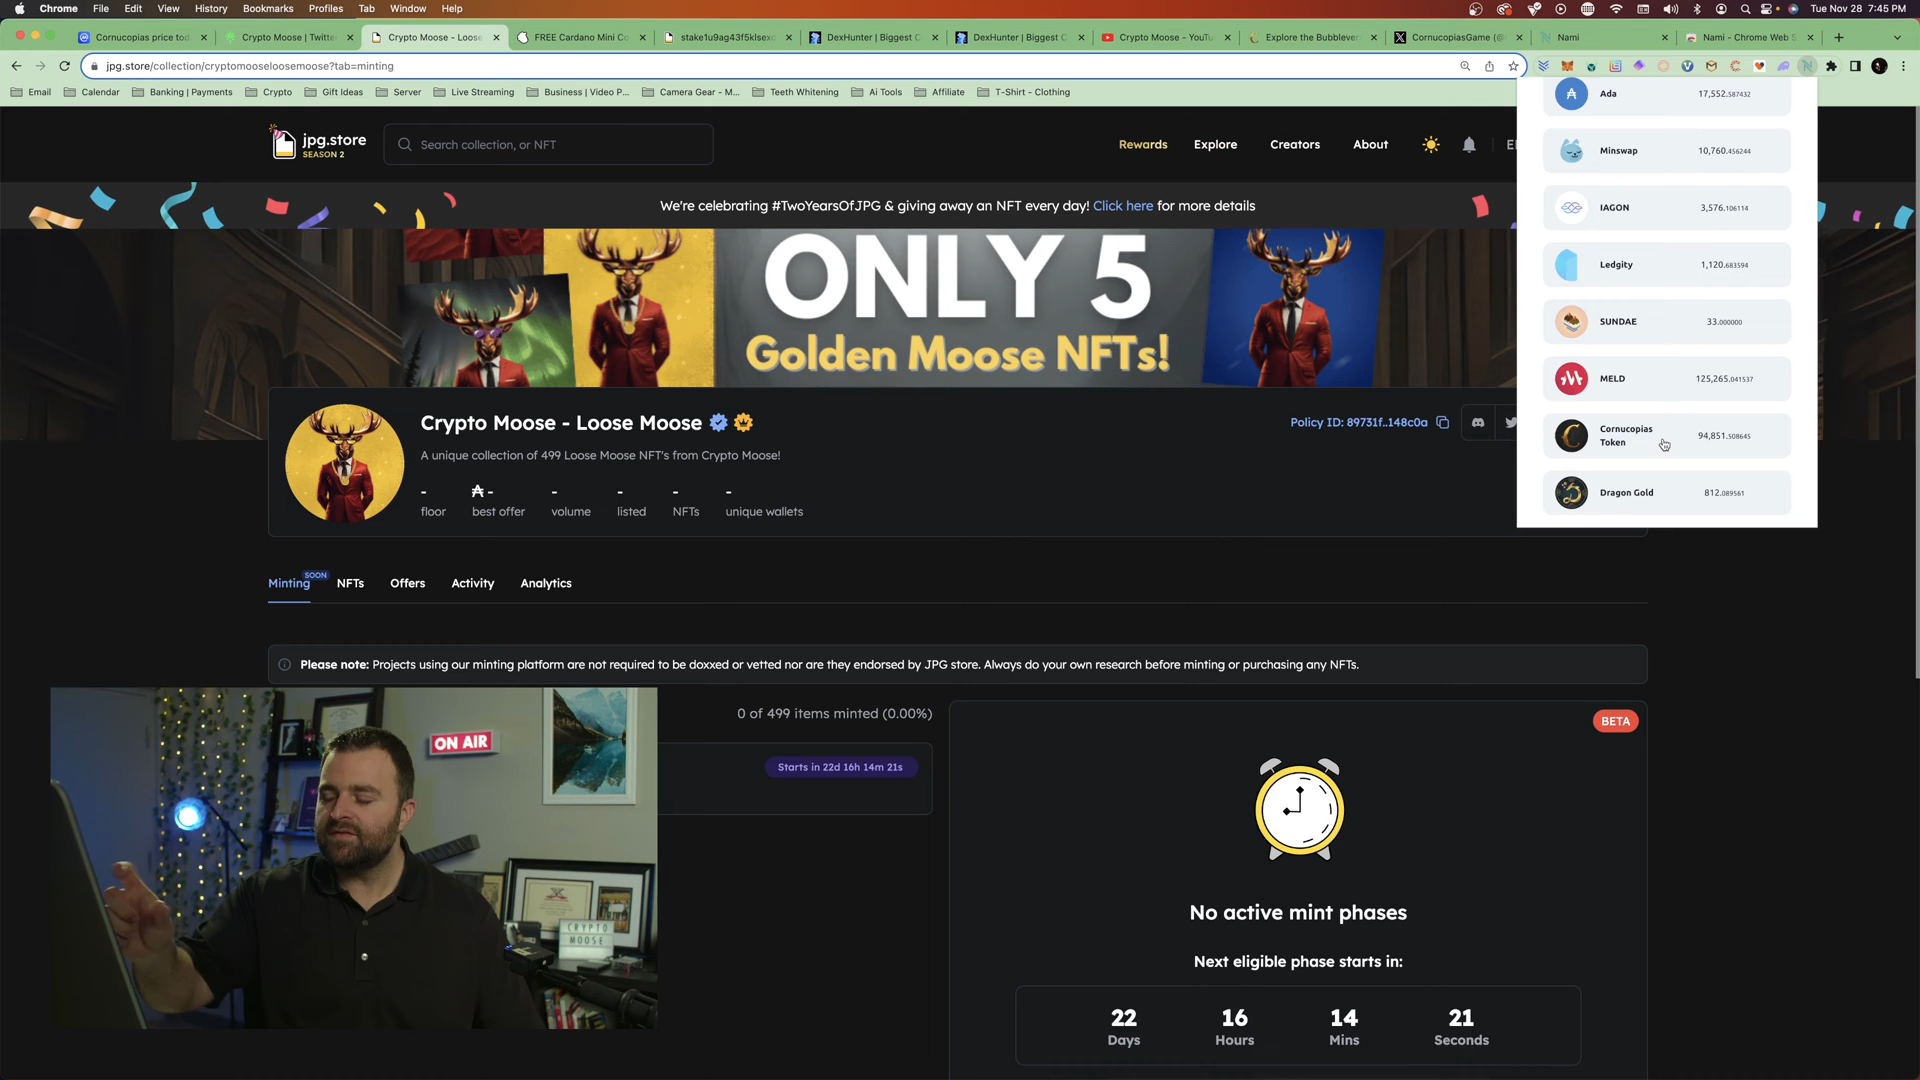 Chrome File Edit View History Bookmarks Profiles Tab Window Help Tue Nov 28 7:45 PM
Cornucopias price tod
Crypto Moose | Twitte
Crypto Moose - Loose
FREE Cardano Mini Co
stake1u9ag43f5klsexc
DexHunter | Biggest C
DexHunter | Biggest C
Crypto Moose - YouTu
Explore the Bubblever
CornucopiasGame (@
Nami
Nami - Chrome Web S
jpg.store/collection/cryptomooseloosemoose?tab=minting
Email Calendar Banking | Payments Crypto Gift Ideas Server Live Streaming Business | Video P... Camera Gear - M... Teeth Whitening Ai Tools Affiliate T-Shirt - Clothing
jpg.store
SEASON 2
Search collection, or NFT
Rewards Explore Creators About
We're celebrating #TwoYearsOfJPG & giving away an NFT every day! Click here for more details
ONLY 5
Golden Moose NFTs!
Crypto Moose - Loose Moose
Policy ID: 89731f..148c0a
A unique collection of 499 Loose Moose NFT's from Crypto Moose!
- ₳ - - - - -
floor best offer volume listed NFTs unique wallets
Minting SOON NFTs Offers Activity Analytics
Please note: Projects using our minting platform are not required to be doxxed or vetted nor are they endorsed by JPG store. Always do your own research before minting or purchasing any NFTs.
0 of 499 items minted (0.00%)
Starts in 22d 16h 14m 21s
BETA
No active mint phases
Next eligible phase starts in:
22 16 14 21
Days Hours Mins Seconds
Ada 17,552.587432
Minswap 10,760.456244
IAGON 3,576.106114
Ledgity 1,120.683594
SUNDAE 33.000000
MELD 125,265.041537
Cornucopias
Token 94,851.508645
Dragon Gold 812.089561
ON AIR
CRYPTO
MOOSE